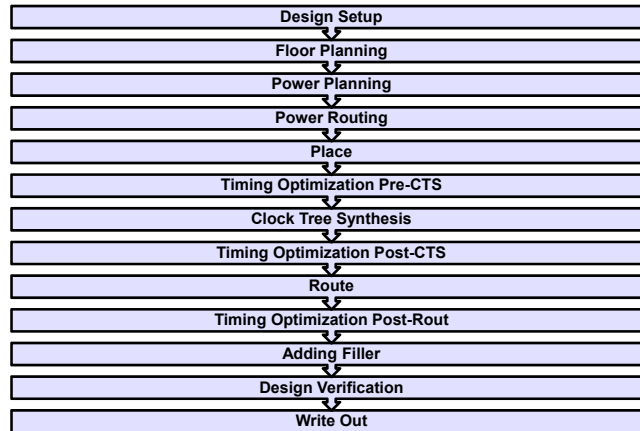 Design Setup
Floor Planning
Power Planning
Power Routing
Place
Timing Optimization Pre-CTS
Clock Tree Synthesis
Timing Optimization Post-CTS
Route
Timing Optimization Post-Rout
Adding Filler
Design Verification
Write Out